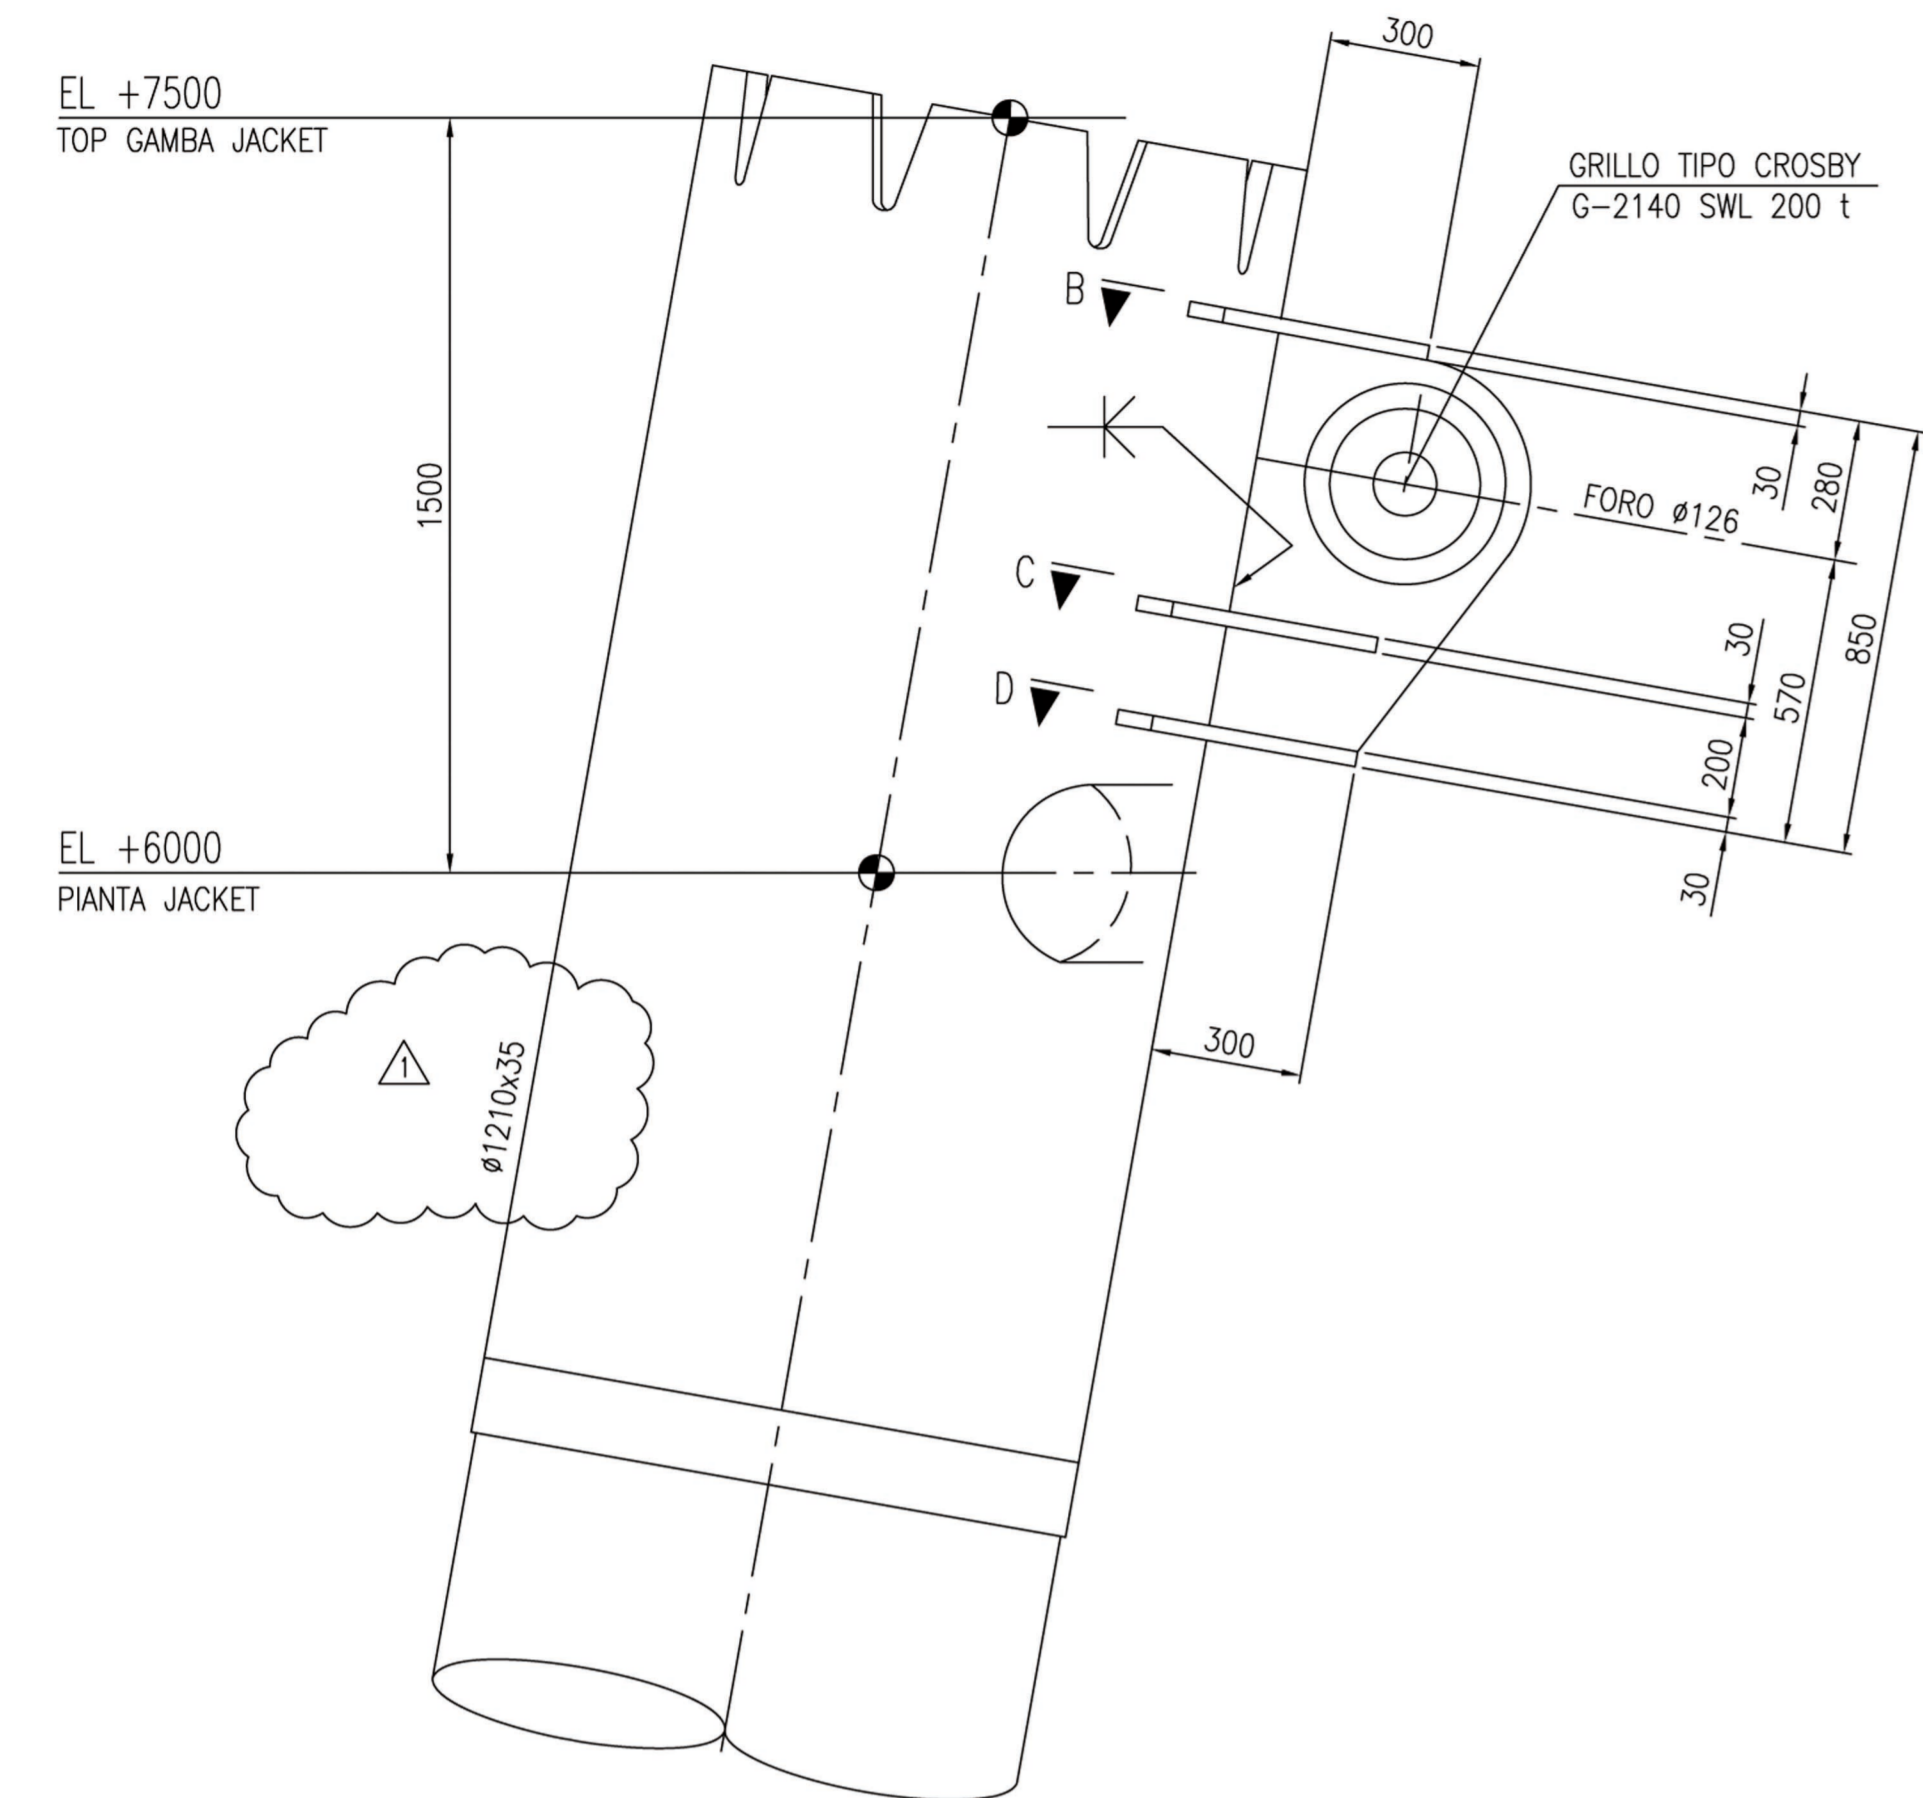 300
EL +7500
TOP GAMBA JACKET
GRILLO TIPO CROSBY
G-2140 SWL 200 t
B
1500
30
280
FORO ø126
C
30
850
D
570
200
EL +6000
PIANTA JACKET
30
300
1
ø1210x35